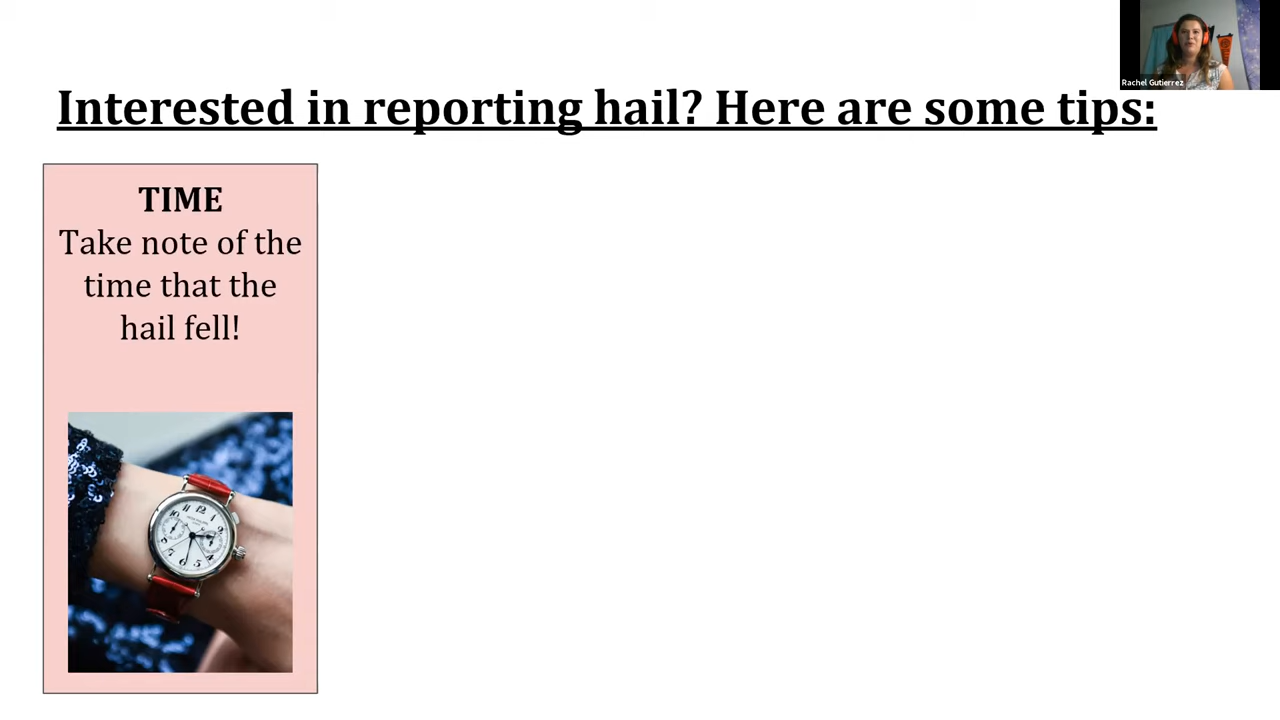 Interested in reporting hail? Here are some tips:
Rachel Gutierrez
TIME
Take note of the
time that the
hail fell!